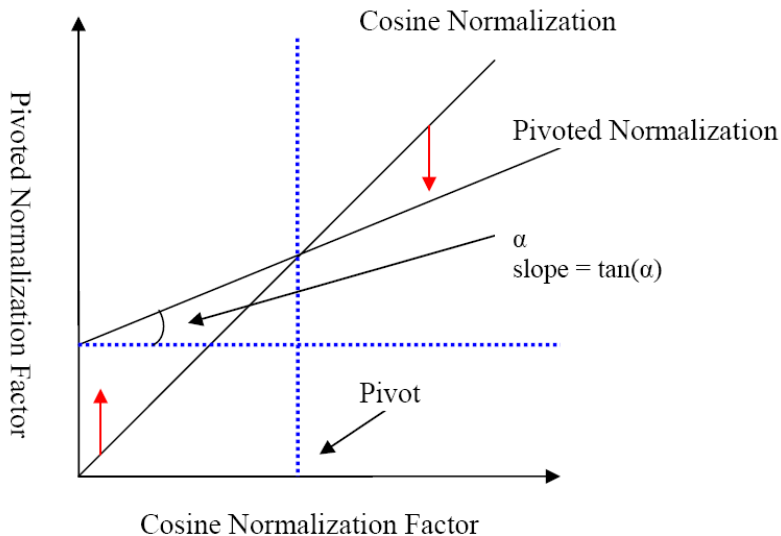 Cosine Normalization
Pivoted Normalization
α
slope = tan(α)
Pivot
Pivoted Normalization Factor
Cosine Normalization Factor